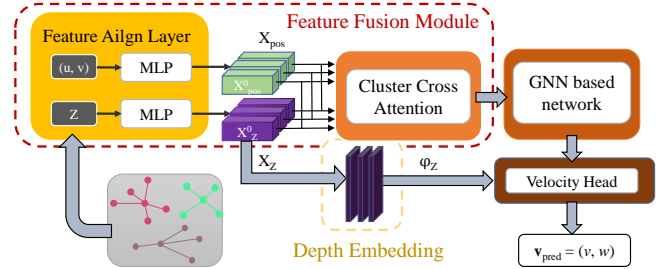 Feature Fusion Module
Feature Ailgn Layer
(u, v)
MLP
Z
MLP
X_pos
X^0_pos
X^0_Z
Cluster Cross
Attention
GNN based
network
X_Z
φ_Z
Velocity Head
Depth Embedding
v_pred = (v, w)